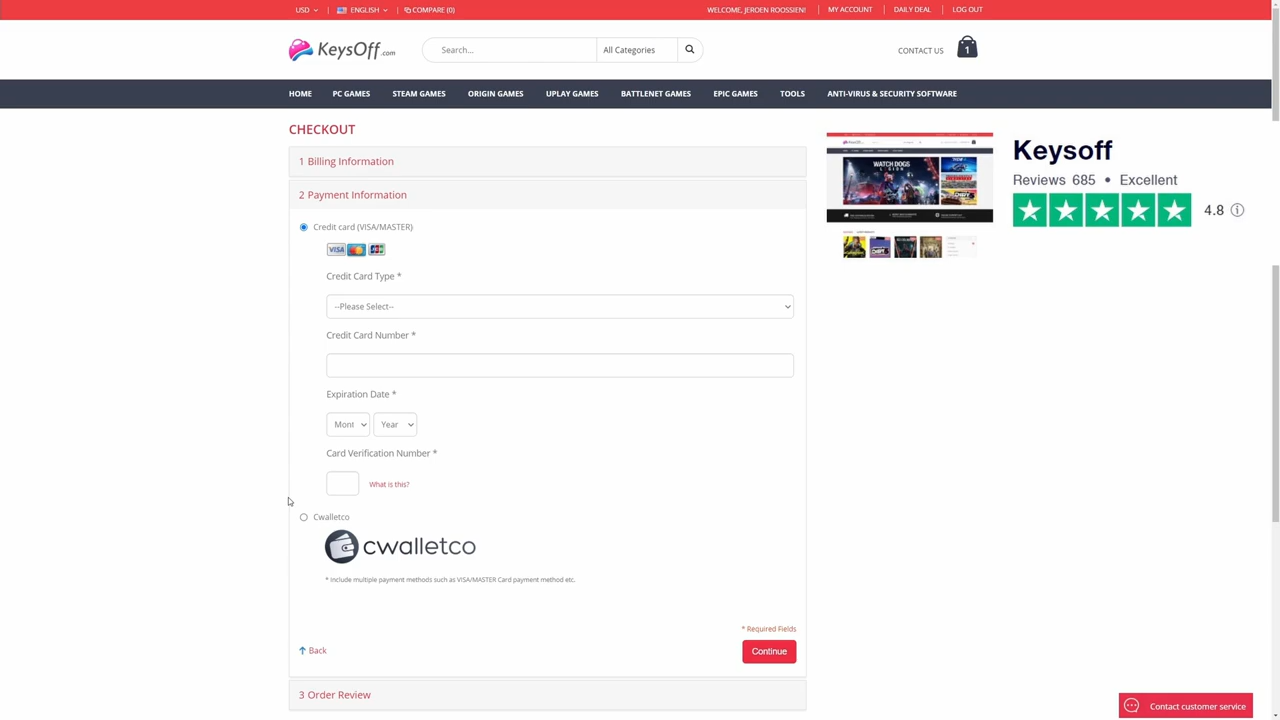 USD
ENGLISH
COMPARE (0)
WELCOME, JEROEN ROOSSIEN!
MY ACCOUNT
DAILY DEAL
LOG OUT
KeysOff.com
Search...
All Categories
CONTACT US
1
HOME
PC GAMES
STEAM GAMES
ORIGIN GAMES
UPLAY GAMES
BATTLENET GAMES
EPIC GAMES
TOOLS
ANTI-VIRUS & SECURITY SOFTWARE
CHECKOUT
1 Billing Information
2 Payment Information
Credit card (VISA/MASTER)
VISA
JCB
Credit Card Type *
--Please Select--
Credit Card Number *
Expiration Date *
Mont
Year
Card Verification Number *
What is this?
Cwalletco
cwalletco
* Include multiple payment methods such as VISA/MASTER Card payment method etc.
* Required Fields
Back
Continue
3 Order Review
WATCH DOGS
LEGION
Keysoff
Reviews 685 • Excellent
4.8
Contact customer service